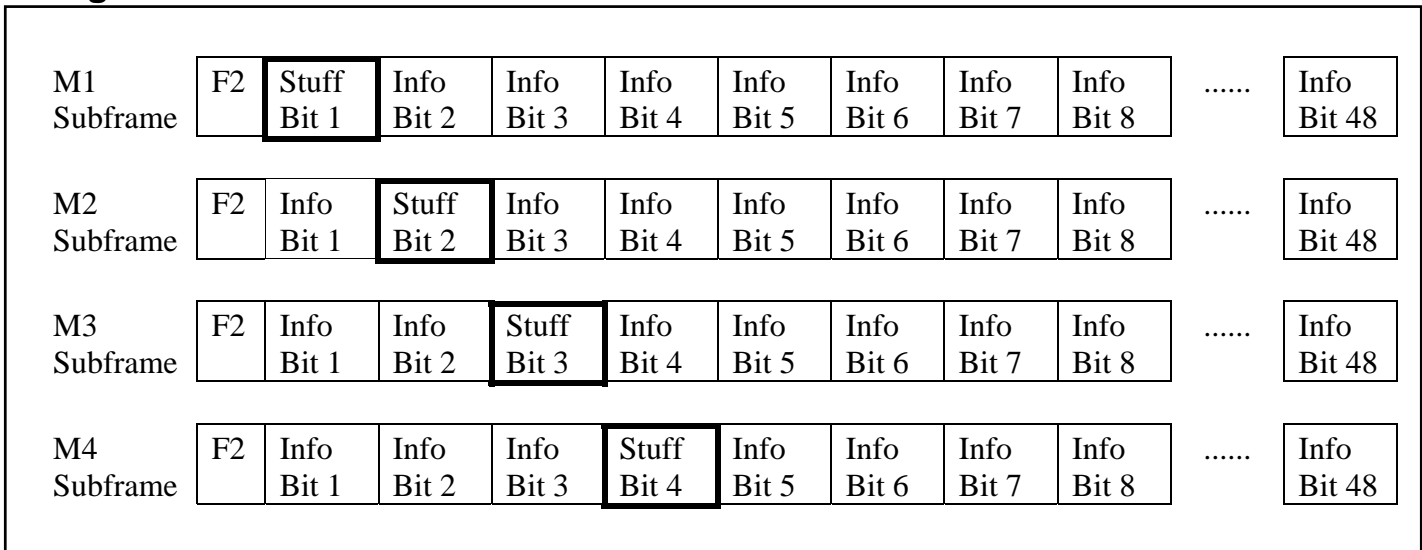 M1 F2 Stuff Info Info Info Info Info Info Info ...... Info
Subframe Bit 1 Bit 2 Bit 3 Bit 4 Bit 5 Bit 6 Bit 7 Bit 8 Bit 48
M2 F2 Info Stuff Info Info Info Info Info Info ...... Info
Subframe Bit 1 Bit 2 Bit 3 Bit 4 Bit 5 Bit 6 Bit 7 Bit 8 Bit 48
M3 F2 Info Info Stuff Info Info Info Info Info ...... Info
Subframe Bit 1 Bit 2 Bit 3 Bit 4 Bit 5 Bit 6 Bit 7 Bit 8 Bit 48
M4 F2 Info Info Info Stuff Info Info Info Info ...... Info
Subframe Bit 1 Bit 2 Bit 3 Bit 4 Bit 5 Bit 6 Bit 7 Bit 8 Bit 48